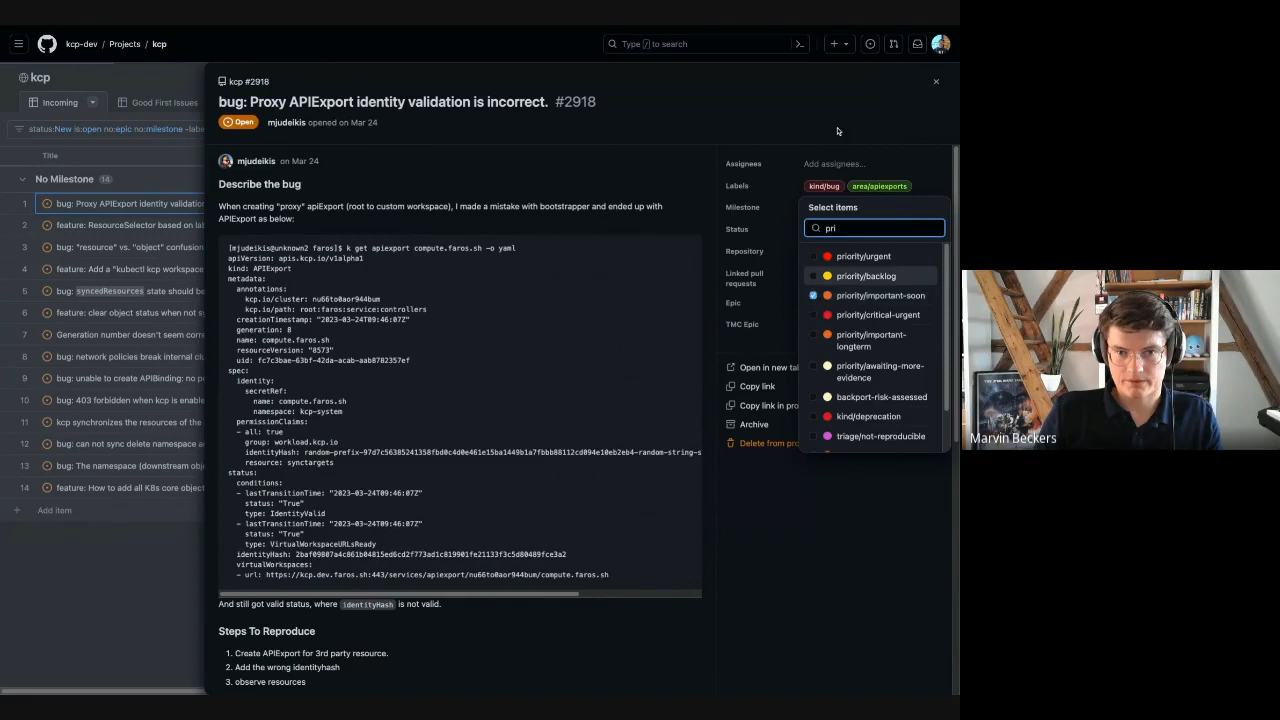 kcp-dev / Projects / kcp
Type / to search
kcp
Incoming
Good First Issues
status:New is:open no:epic no:milestone -labe
Title
No Milestone 14
1 bug: Proxy APIExport identity validation
2 feature: ResourceSelector based on lab
3 bug: "resource" vs. "object" confusion
4 feature: Add a "kubectl kcp workspace
5 bug: syncedResources state should be
6 feature: clear object status when not sy
7 Generation number doesn't seem correc
8 bug: network policies break internal clu
9 bug: unable to create APIBinding: no pe
10 bug: 403 forbidden when kcp is enable
11 kcp synchronizes the resources of the
12 bug: can not sync delete namespace a
13 bug: The namespace (downstream obj
14 feature: How to add all K8s core object
Add item
kcp #2918
bug: Proxy APIExport identity validation is incorrect. #2918
Open mjudeikis opened on Mar 24
mjudeikis on Mar 24
Describe the bug
When creating "proxy" apiExport (root to custom workspace), I made a mistake with bootstrapper and ended up with
APIExport as below:
[mjudeikis@unknown2 faros]$ k get apiexport compute.faros.sh -o yaml
apiVersion: apis.kcp.io/v1alpha1
kind: APIExport
metadata:
annotations:
kcp.io/cluster: nu66to0aor944bum
kcp.io/path: root:faros:service:controllers
creationTimestamp: "2023-03-24T09:46:07Z"
generation: 8
name: compute.faros.sh
resourceVersion: "8573"
uid: fc7c3bae-63bf-42da-acab-aab8782357ef
spec:
identity:
secretRef:
name: compute.faros.sh
namespace: kcp-system
permissionClaims:
- all: true
group: workload.kcp.io
identityHash: random-prefix-97d7c56385241358fbd0c4d0e461e15ba1449b1a7fbbb88112cd094e10eb2eb4-random-string-s
resource: synctargets
status:
conditions:
- lastTransitionTime: "2023-03-24T09:46:07Z"
status: "True"
type: IdentityValid
- lastTransitionTime: "2023-03-24T09:46:07Z"
status: "True"
type: VirtualWorkspaceURLsReady
identityHash: 2baf09807a4c861b04815ed6cd2f773ad1c819901fe21133f3c5d80489fce3a2
virtualWorkspaces:
- url: https://kcp.dev.faros.sh:443/services/apiexport/nu66to0aor944bum/compute.faros.sh
And still got valid status, where identityHash is not valid.
Steps To Reproduce
1. Create APIExport for 3rd party resource.
2. Add the wrong identityhash
3. observe resources
Assignees
Add assignees...
Labels
kind/bug area/apiexports
Milestone
Status
Repository
Linked pull
requests
Epic
TMC Epic
Open in new tal
Copy link
Copy link in pro
Archive
Delete from pro
Select items
pri
priority/urgent
priority/backlog
priority/important-soon
priority/critical-urgent
priority/important-
longterm
priority/awaiting-more-
evidence
backport-risk-assessed
kind/deprecation
triage/not-reproducible
Marvin Beckers